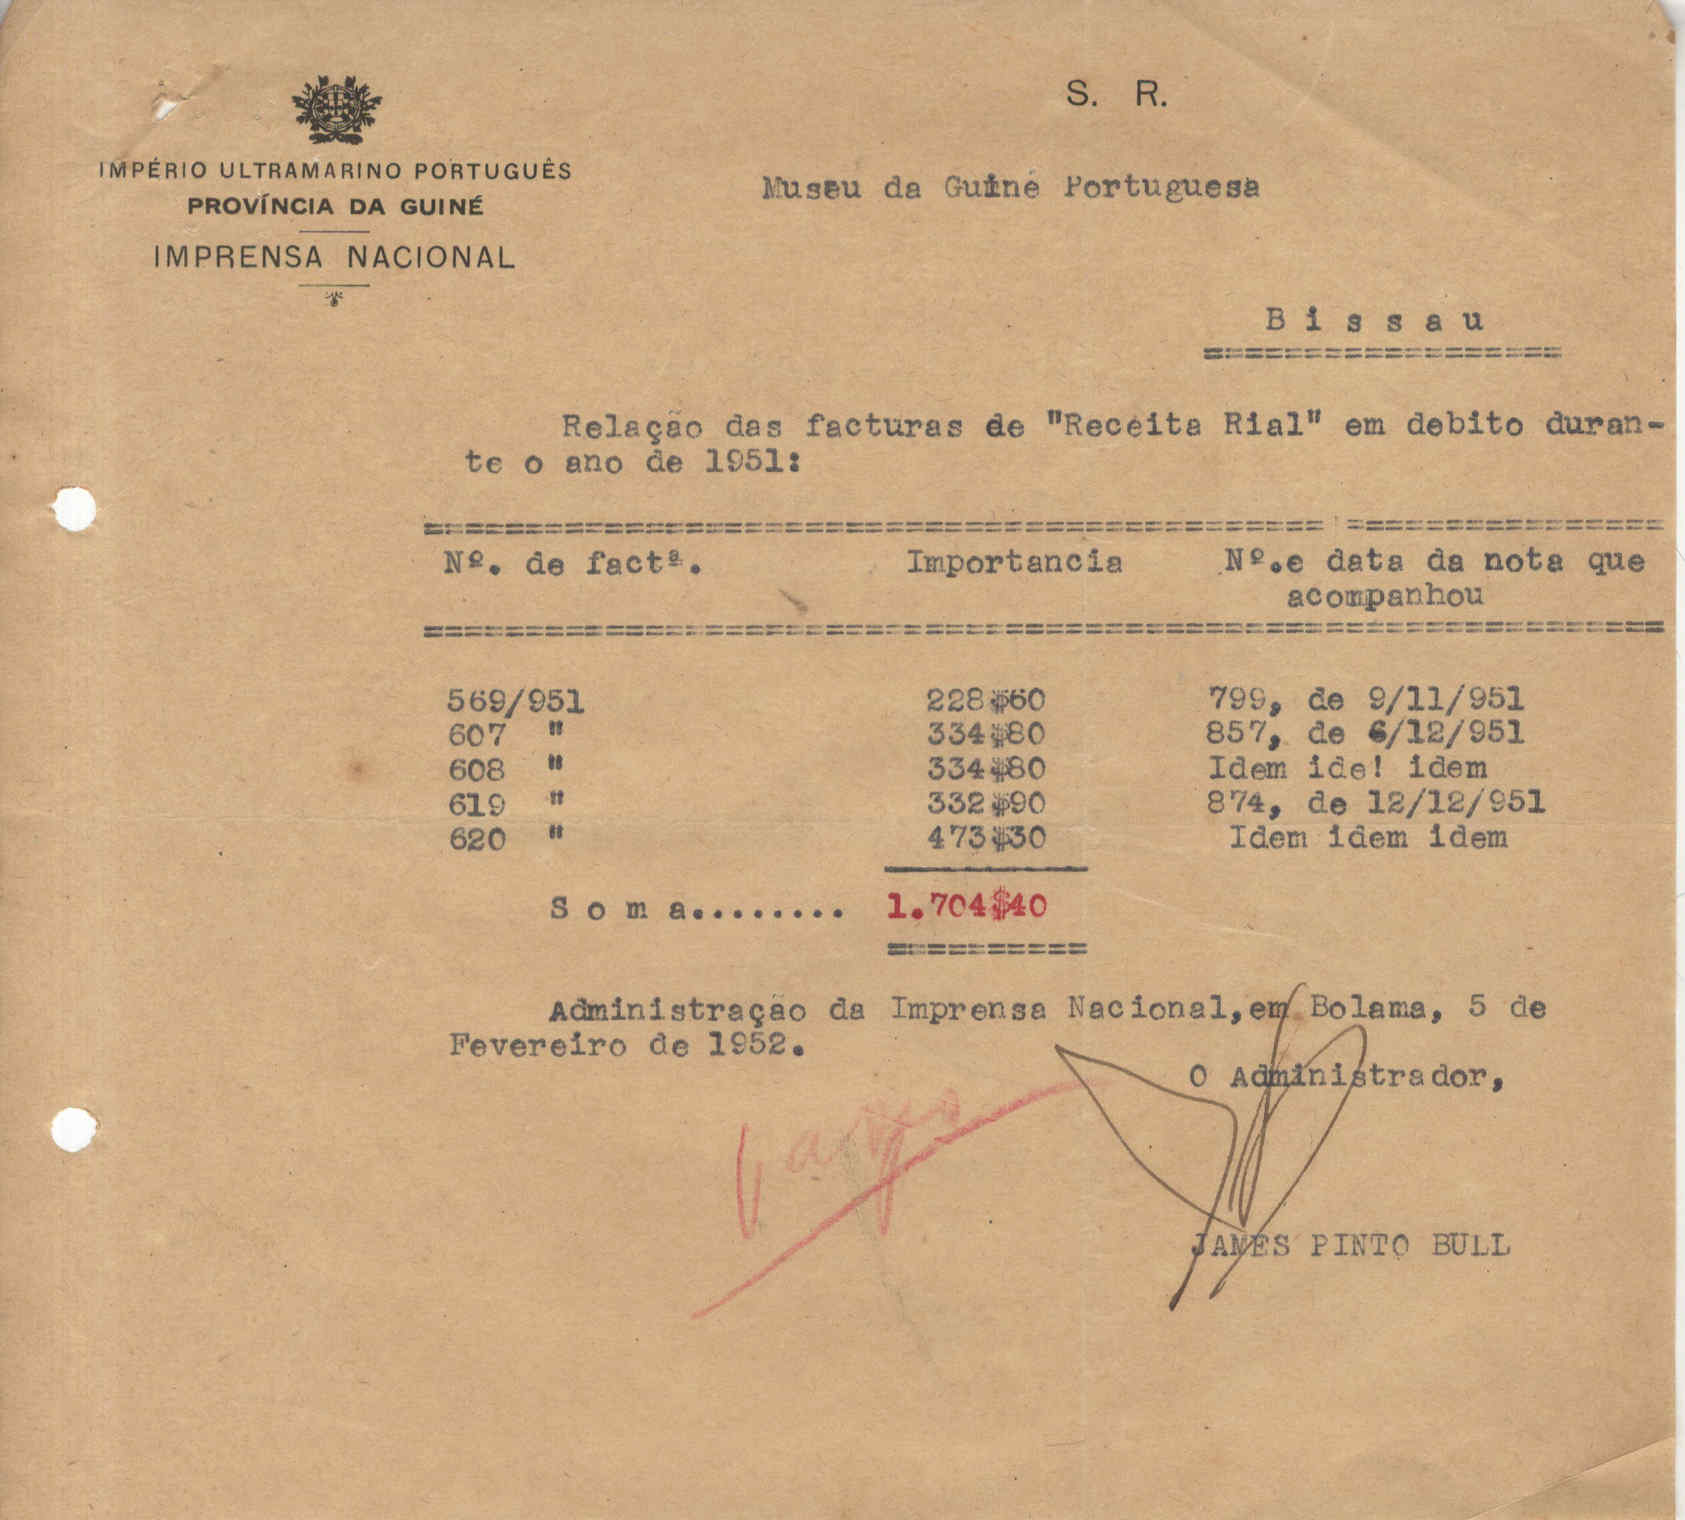 S. R.
IMPÉRIO ULTRAMARINO PORTUGUÊS
PROVÍNCIA DA GUINÉ
IMPRENSA NACIONAL
Museu da Guiné Portuguesa
B i s s a u
==================
Relação das facturas de "Receita Rial" em debito duran-
te o ano de 1951:
Nº. de factª. Importancia Nº.e data da nota que
acompanhou
569/951 228$60 799, de 9/11/951
607 " 334$80 857, de 6/12/951
608 " 334$80 Idem ide! idem
619 " 332$90 874, de 12/12/951
620 " 473$30 Idem idem idem
S o m a........ 1.704$40
==========
Administração da Imprensa Nacional,em Bolama, 5 de
Fevereiro de 1952.
O Administrador,
Pago
JAMES PINTO BULL